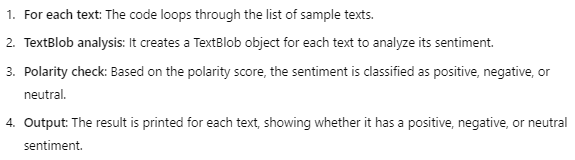 1. For each text: The code loops through the list of sample texts.
2. TextBlob analysis: It creates a TextBlob object for each text to analyze its sentiment.
3. Polarity check: Based on the polarity score, the sentiment is classified as positive, negative, or
neutral.
4. Output: The result is printed for each text, showing whether it has a positive, negative, or neutral
sentiment.